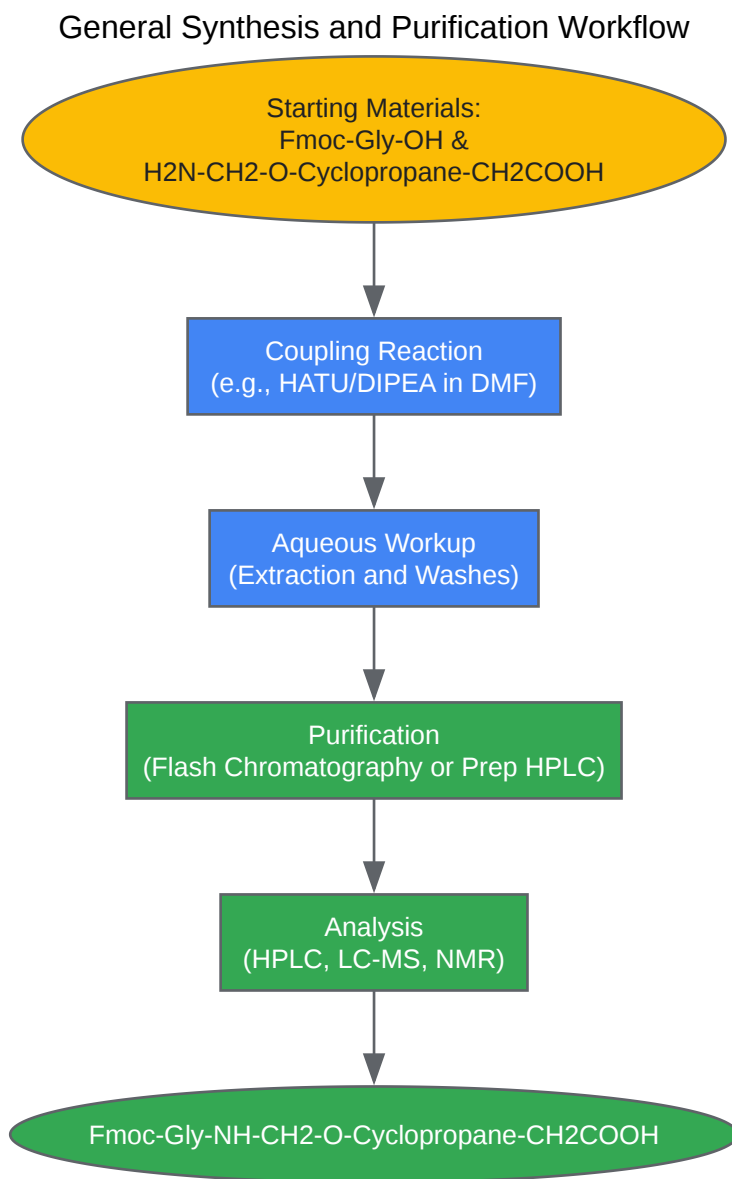 General Synthesis and Purification Workflow
Starting Materials:
Fmoc-Gly-OH &
H2N-CH2-O-Cyclopropane-CH2COOH
Coupling Reaction
(e.g., HATU/DIPEA in DMF)
Aqueous Workup
(Extraction and Washes)
Purification
(Flash Chromatography or Prep HPLC)
Analysis
(HPLC, LC-MS, NMR)
Fmoc-Gly-NH-CH2-O-Cyclopropane-CH2COOH